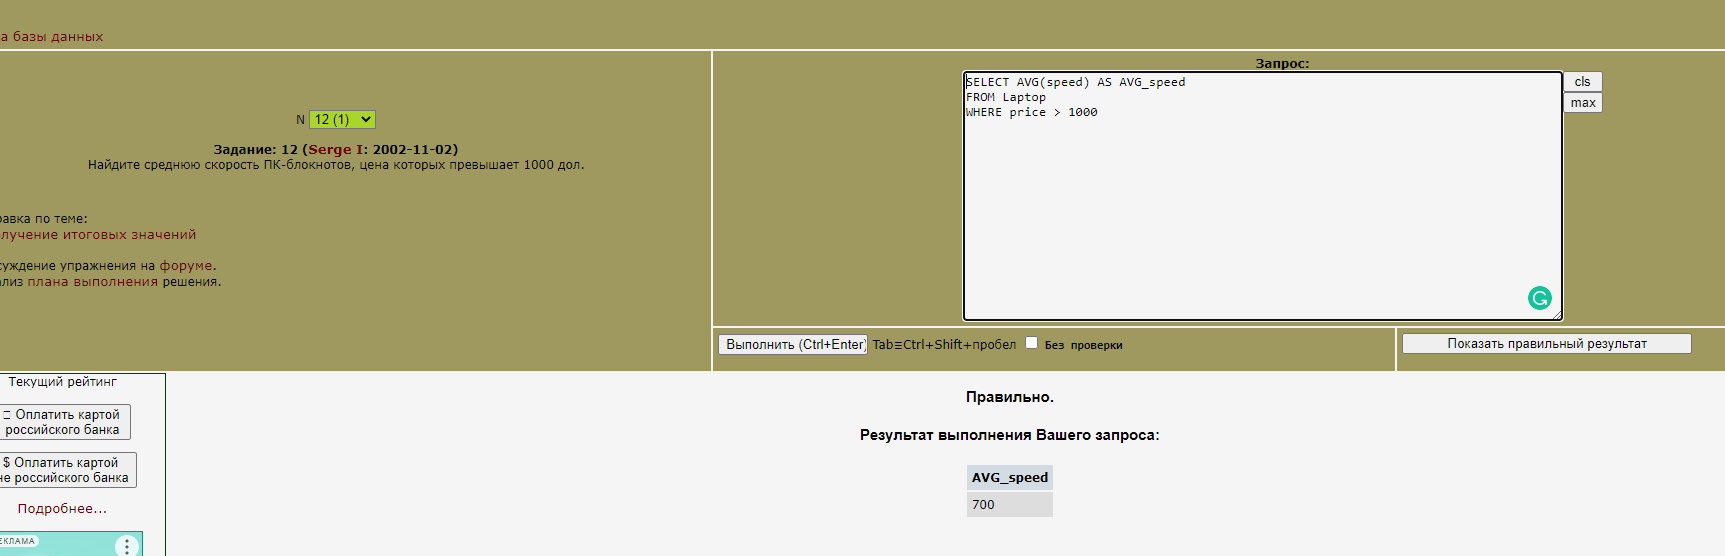 а базы данных
N 12 (1)
Задание: 12 (Serge I: 2002-11-02)
Найдите среднюю скорость ПК-блокнотов, цена которых превышает 1000 дол.
равка по теме:
лучение итоговых значений
суждение упражнения на форуме.
ализ плана выполнения решения.
Запрос:
SELECT AVG(speed) AS AVG_speed
FROM Laptop
WHERE price > 1000
cls
max
Выполнить (Ctrl+Enter) Tab≡Ctrl+Shift+пробел Без проверки
Показать правильный результат
Текущий рейтинг
Оплатить картой
российского банка
$ Оплатить картой
не российского банка
Подробнее...
ЕКЛАМА
Правильно.
Результат выполнения Вашего запроса:
AVG_speed
700